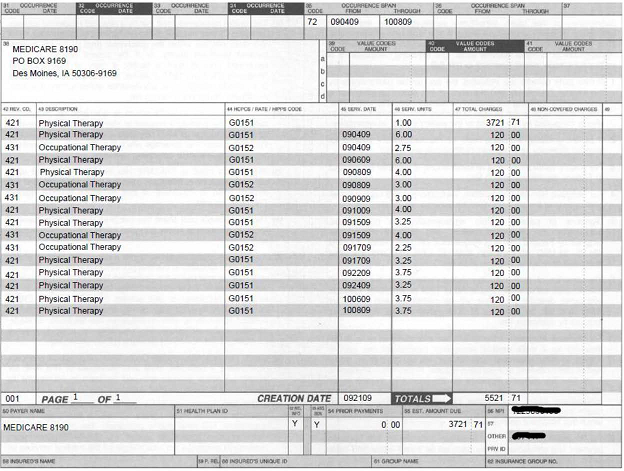 31 OCCURRENCE CODE DATE 32 OCCURRENCE CODE DATE 33 OCCURRENCE CODE DATE 34 OCCURRENCE CODE DATE 35 OCCURRENCE SPAN CODE FROM THROUGH 36 OCCURRENCE SPAN CODE FROM THROUGH 37
72 090409 100809
38 39 VALUE CODES CODE AMOUNT 40 VALUE CODES CODE AMOUNT 41 VALUE CODES CODE AMOUNT
MEDICARE 8190
PO BOX 9169 a
Des Moines, IA 50306-9169 b
c
d
42 REV. CD. 43 DESCRIPTION 44 HCPCS / RATE / HIPPS CODE 45 SERV. DATE 46 SERV. UNITS 47 TOTAL CHARGES 48 NON-COVERED CHARGES 49
421 Physical Therapy G0151 1.00 3721 71
421 Physical Therapy G0151 090409 6.00 120 00
431 Occupational Therapy G0152 090409 2.75 120 00
421 Physical Therapy G0151 090609 6.00 120 00
421 Physical Therapy G0151 090809 4.00 120 00
431 Occupational Therapy G0152 090809 3.00 120 00
431 Occupational Therapy G0152 090909 3.00 120 00
421 Physical Therapy G0151 091009 4.00 120 00
421 Physical Therapy G0151 091509 3.25 120 00
431 Occupational Therapy G0152 091509 4.00 120 00
431 Occupational Therapy G0152 091709 2.25 120 00
421 Physical Therapy G0151 091709 3.25 120 00
421 Physical Therapy G0151 092209 3.75 120 00
421 Physical Therapy G0151 092409 3.25 120 00
421 Physical Therapy G0151 100609 3.75 120 00
421 Physical Therapy G0151 100809 3.75 120 00
001 PAGE 1 OF 1 CREATION DATE 092109 TOTALS 5521 71
50 PAYER NAME 51 HEALTH PLAN ID 54 PRIOR PAYMENTS 55 EST. AMOUNT DUE 56 NPI
MEDICARE 8190 Y Y 0 00 3721 71 57
OTHER
PRV ID
58 INSURED'S NAME 59 P. REL 60 INSURED'S UNIQUE ID 61 GROUP NAME 62 INSURANCE GROUP NO.